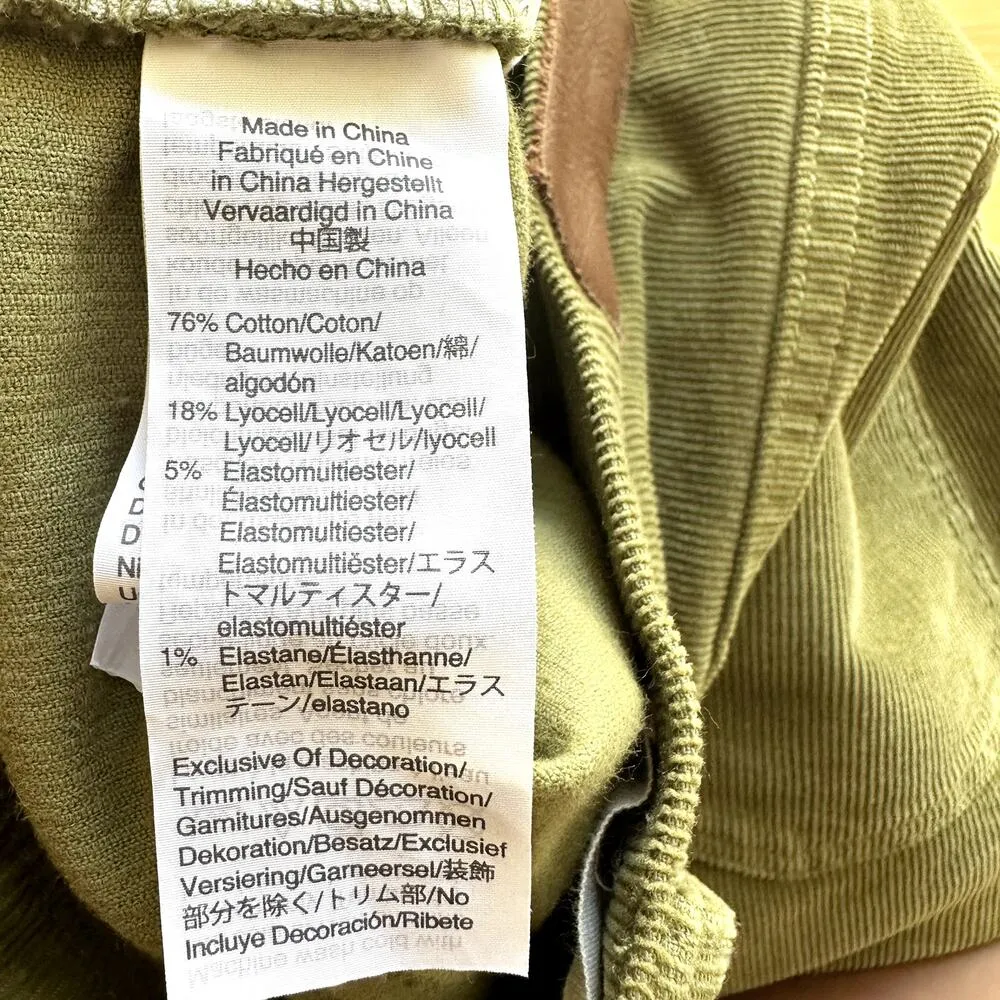 Made in China
Fabriqué en Chine
in China Hergestellt
Vervaardigd in China
中国製
Hecho en China
76% Cotton/Coton/
Baumwolle/Katoen/綿/
algodón
18% Lyocell/Lyocell/Lyocell/
Lyocell/リオセル/lyocell
5% Elastomultiester/
Élastomultiester/
Elastomultiester/
Elastomultiëster/エラス
トマルティスター/
elastomultiéster
1% Elastane/Élasthanne/
Elastan/Elastaan/エラス
テーン/elastano
Exclusive Of Decoration/
Trimming/Sauf Décoration/
Garnitures/Ausgenommen
Dekoration/Besatz/Exclusief
Versiering/Garneersel/装飾
部分を除く/トリム部/No
Incluye Decoración/Ribete